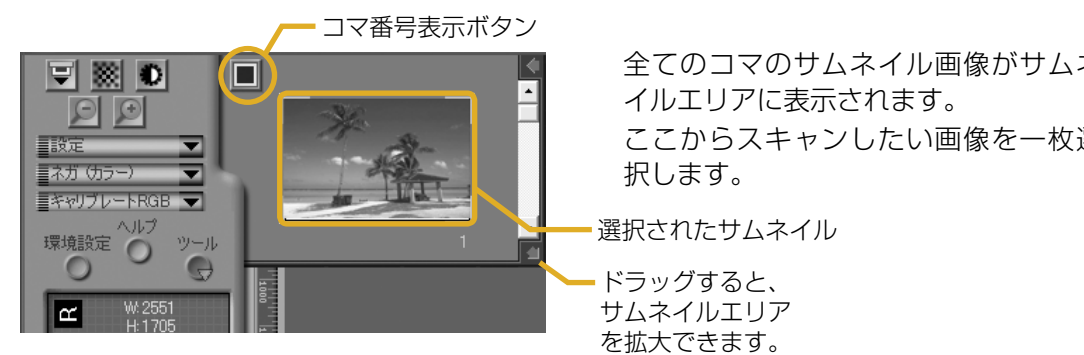 コマ番号表示ボタン
全てのコマのサムネイル画像がサム
イルエリアに表示されます。
ここからスキャンしたい画像を一枚
択します。
設定
ネガ (カラー)
キャリブレートRGB
環境設定
ヘルプ
ツール
1
選択されたサムネイル
ドラッグすると、
サムネイルエリア
を拡大できます。
R
W:2551
H:1705
1000